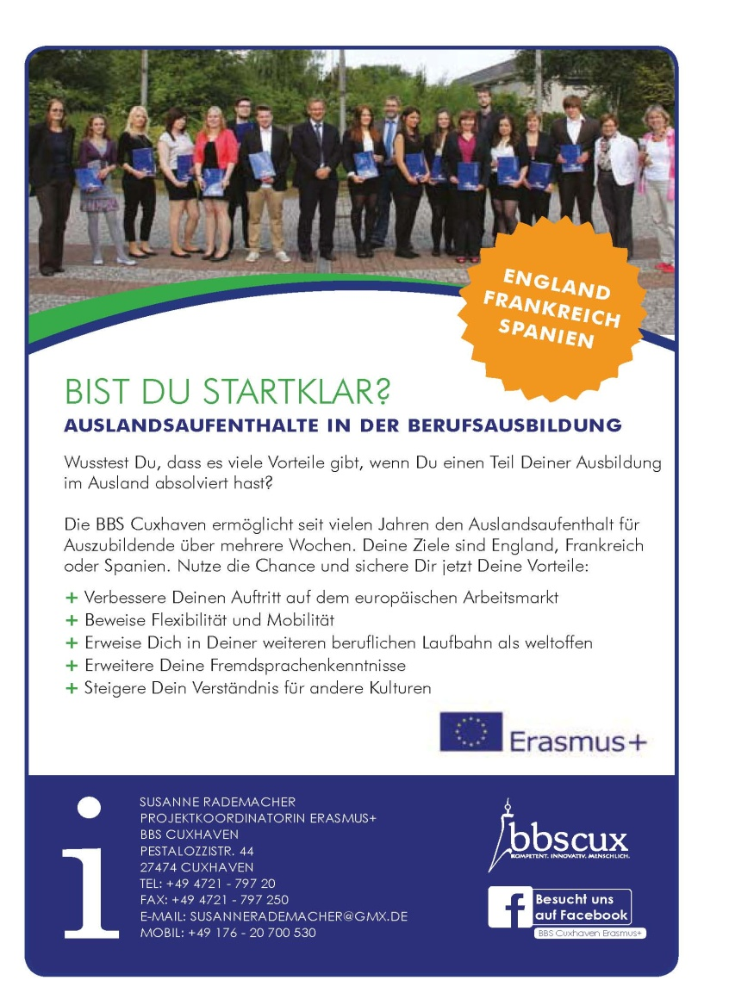 ENGLAND
FRANKREICH
SPANIEN
BIST DU STARTKLAR?
AUSLANDSAUFENTHALTE IN DER BERUFSAUSBILDUNG
Wusstest Du, dass es viele Vorteile gibt, wenn Du einen Teil Deiner Ausbildung
im Ausland absolviert hast?
Die BBS Cuxhaven ermöglicht seit vielen Jahren den Auslandsaufenthalt für
Auszubildende über mehrere Wochen. Deine Ziele sind England, Frankreich
oder Spanien. Nutze die Chance und sichere Dir jetzt Deine Vorteile:
+ Verbessere Deinen Auftritt auf dem europäischen Arbeitsmarkt
+ Beweise Flexibilität und Mobilität
+ Erweise Dich in Deiner weiteren beruflichen Laufbahn als weltoffen
+ Erweitere Deine Fremdsprachenkenntnisse
+ Steigere Dein Verständnis für andere Kulturen
Erasmus+
i
SUSANNE RADEMACHER
PROJEKTKOORDINATORIN ERASMUS+
BBS CUXHAVEN
PESTALOZZISTR. 44
27474 CUXHAVEN
TEL: +49 4721 - 797 20
FAX: +49 4721 - 797 250
E-MAIL: SUSANNERADEMACHER@GMX.DE
MOBIL: +49 176 - 20 700 530
bbscux
KOMPETENT. INNOVATIV. MENSCHLICH.
f
Besucht uns
auf Facebook
BBS Cuxhaven Erasmus+